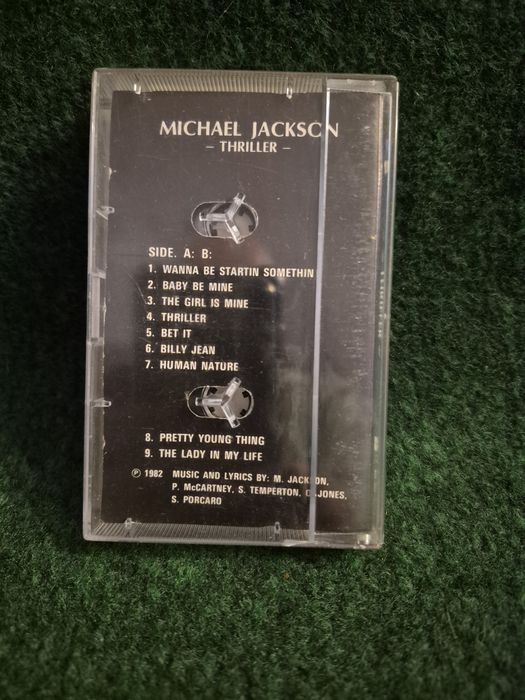 MICHAEL JACKSON
– THRILLER –
SIDE. A: B:
1. WANNA BE STARTIN SOMETHIN
2. BABY BE MINE
3. THE GIRL IS MINE
4. THRILLER
5. BET IT
6. BILLY JEAN
7. HUMAN NATURE
8. PRETTY YOUNG THING
9. THE LADY IN MY LIFE
℗ 1982 MUSIC AND LYRICS BY: M. JACKSON,
P. McCARTNEY, S. TEMPERTON, Q. JONES,
S. PORCARO
THRILLER